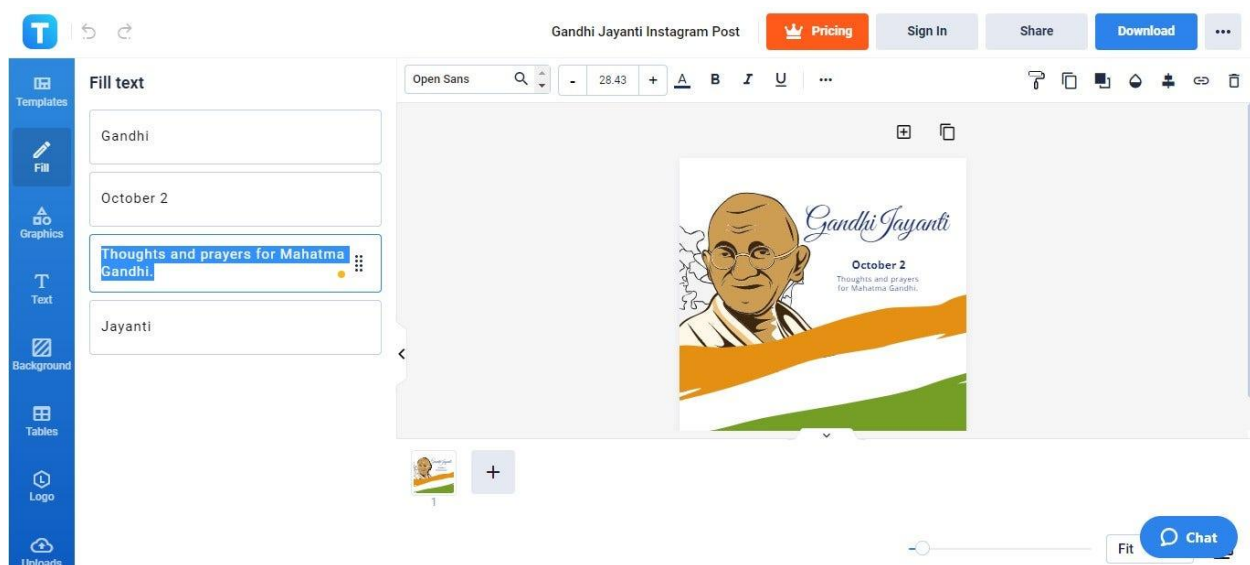 T
Gandhi Jayanti Instagram Post
Pricing
Sign In
Share
Download
Templates
Fill
Graphics
Text
Background
Tables
Logo
Uploads
Fill text
Gandhi
October 2
Thoughts and prayers for Mahatma
Gandhi.
Jayanti
Open Sans
- 28.43 + A B I U
Gandhi Jayanti
October 2
Thoughts and prayers
for Mahatma Gandhi.
+
1
Fit
Chat